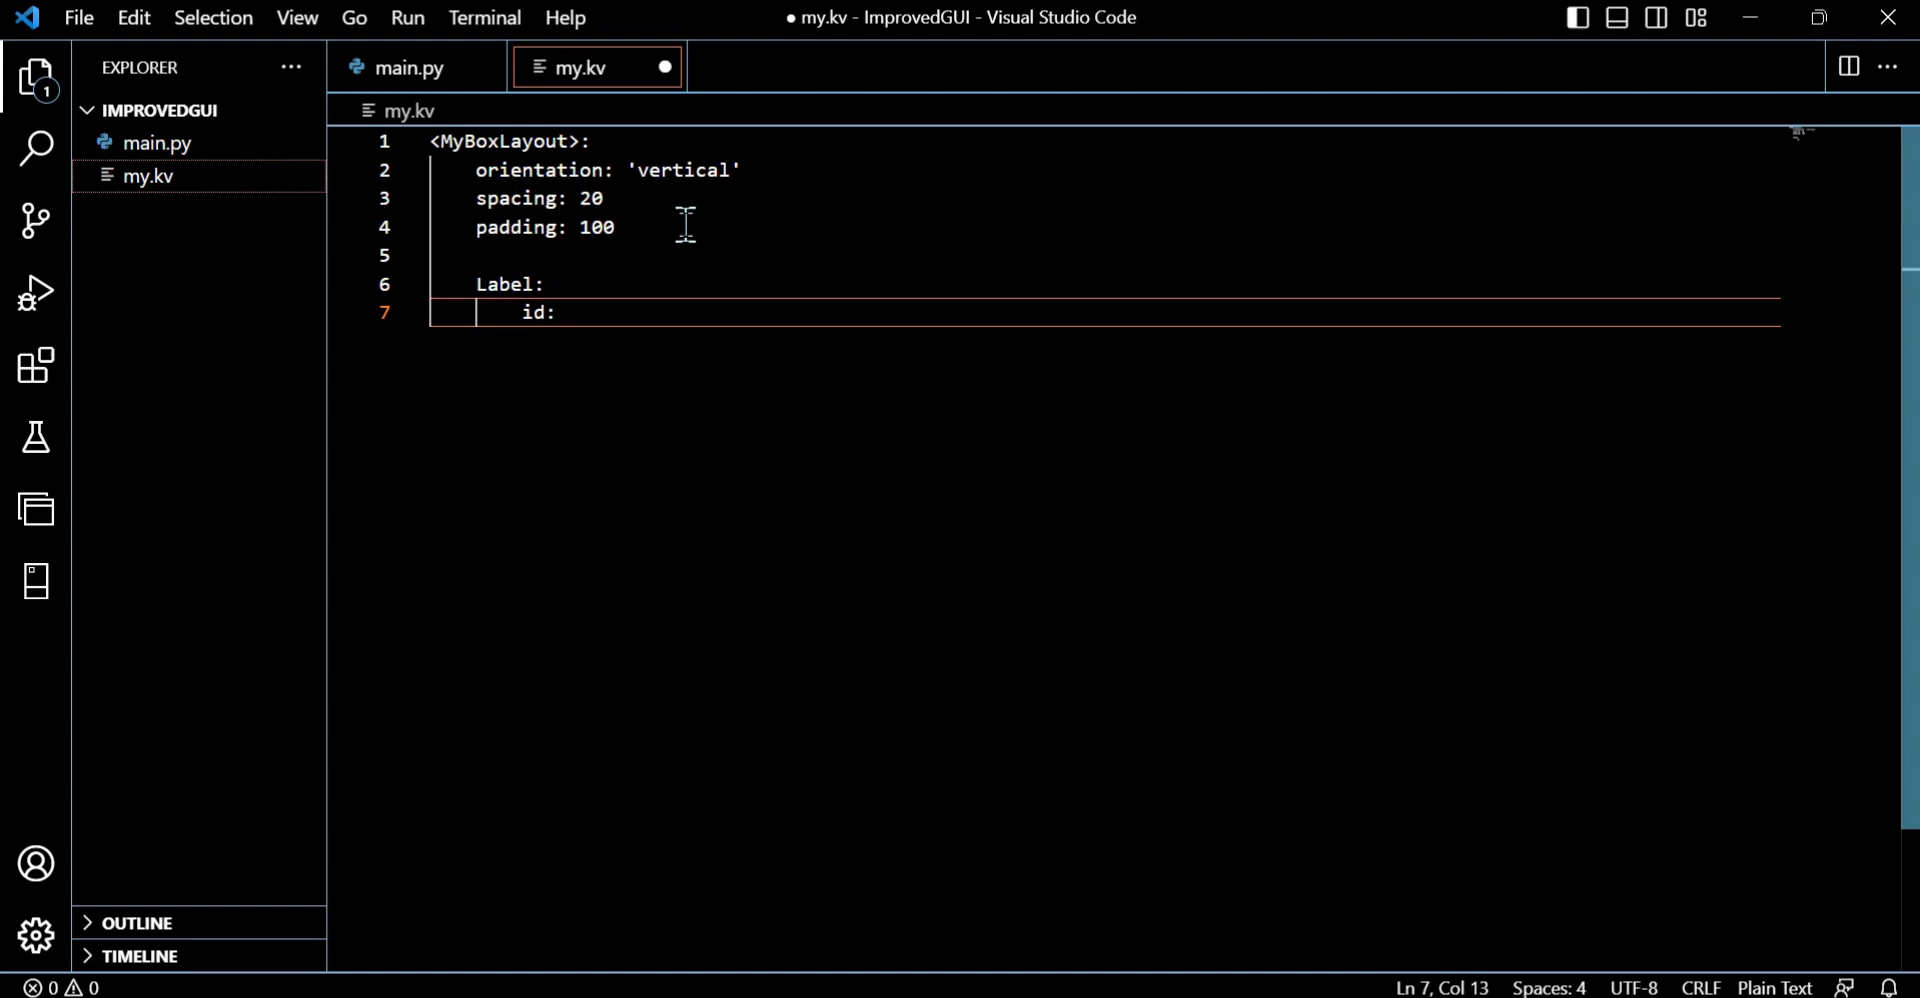 File Edit Selection View Go Run Terminal Help
● my.kv - ImprovedGUI - Visual Studio Code
EXPLORER
main.py
my.kv
1
IMPROVEDGUI
main.py
my.kv
my.kv
1 <MyBoxLayout>:
2 orientation: 'vertical'
3 spacing: 20
4 padding: 100
5
6 Label:
7 id:
OUTLINE
TIMELINE
0 0
Ln 7, Col 13 Spaces: 4 UTF-8 CRLF Plain Text